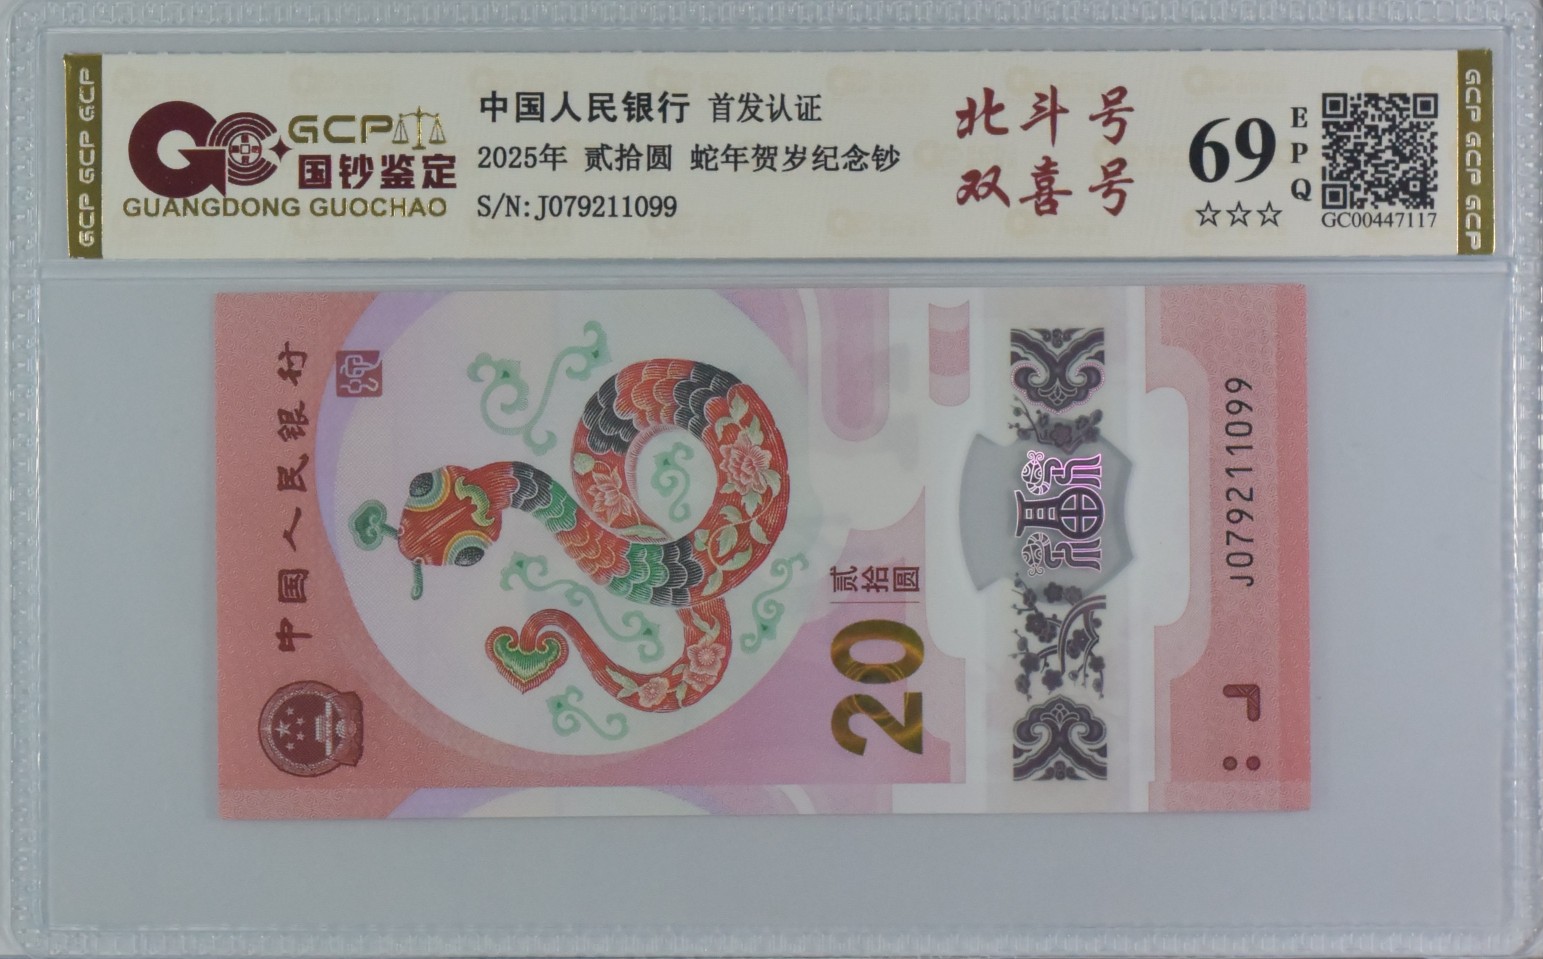 GCP GCP GCP
GCP
国钞鉴定
GUANGDONG GUOCHAO
中国人民银行 首发认证
2025年 贰拾圆 蛇年贺岁纪念钞
S/N:J079211099
北斗号
双喜号
69
EPQ
☆☆☆
GC00447117
GCP GCP GCP
中国人民银行
贰拾圆
20
J079211099